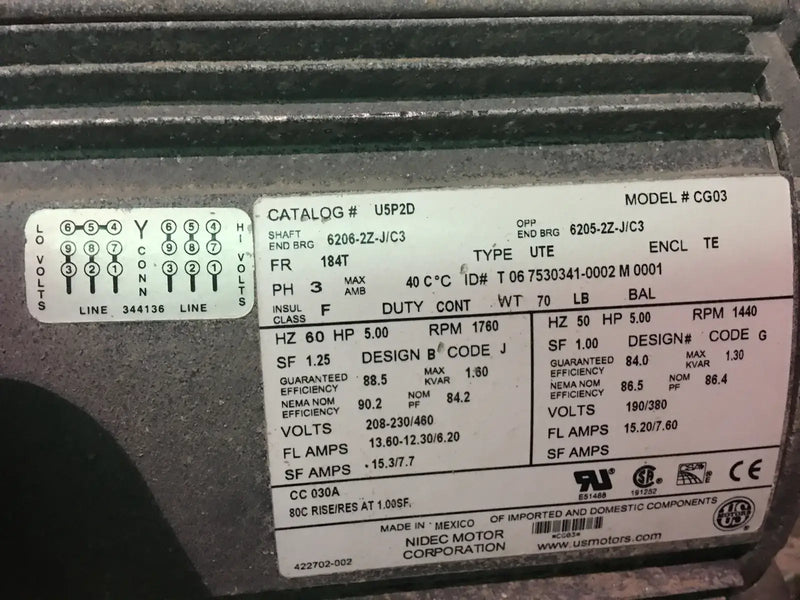 LO VOLTS
6 5 4
9 8 7
3 2 1
Y CONN
6 5 4
9 8 7
3 2 1
HI VOLTS
LINE 344136 LINE
CATALOG # U5P2D MODEL # CG03
SHAFT END BRG 6206-2Z-J/C3 OPP END BRG 6205-2Z-J/C3
FR 184T TYPE UTE ENCL TE
PH 3 MAX AMB 40 C°C ID# T 06 7530341-0002 M 0001
INSUL CLASS F DUTY CONT WT 70 LB BAL
HZ 60 HP 5.00 RPM 1760
SF 1.25 DESIGN B CODE J
GUARANTEED EFFICIENCY 88.5 MAX KVAR 1.60
NEMA NOM EFFICIENCY 90.2 NOM PF 84.2
VOLTS 208-230/460
FL AMPS 13.60-12.30/6.20
SF AMPS 15.3/7.7
HZ 50 HP 5.00 RPM 1440
SF 1.00 DESIGN# CODE G
GUARANTEED EFFICIENCY 84.0 MAX KVAR 1.30
NEMA NOM EFFICIENCY 86.5 NOM PF 86.4
VOLTS 190/380
FL AMPS 15.20/7.60
SF AMPS
CC 030A
80C RISE/RES AT 1.00SF.
E51468
191252
CE
MADE IN MEXICO OF IMPORTED AND DOMESTIC COMPONENTS
NIDEC MOTOR CORPORATION
*CG03*
www.usmotors.com
US MOTORS
422702-002